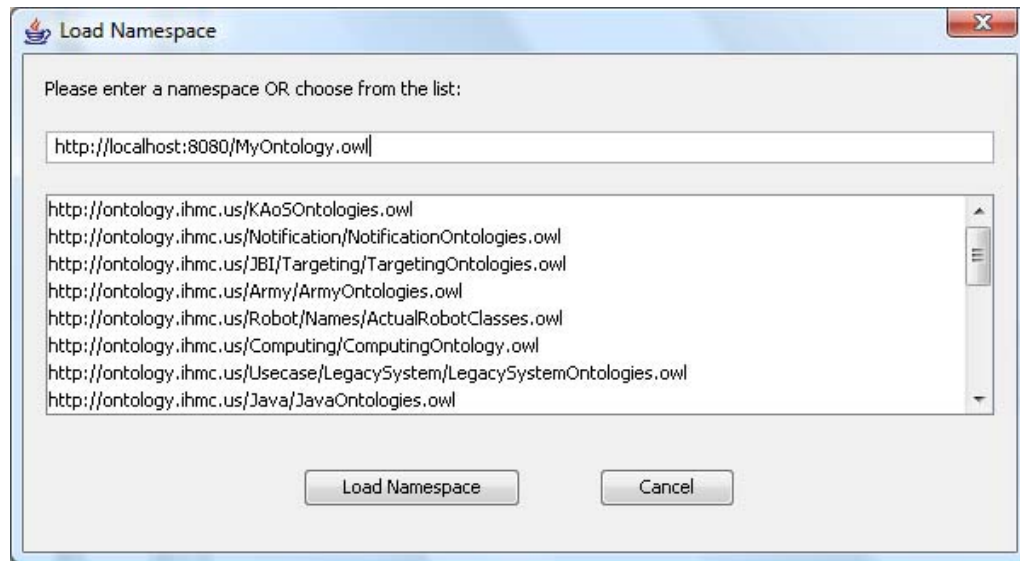 Load Namespace
Please enter a namespace OR choose from the list:
http://localhost:8080/MyOntology.owl
http://ontology.ihmc.us/KAoSOntologies.owl
http://ontology.ihmc.us/Notification/NotificationOntologies.owl
http://ontology.ihmc.us/JBI/Targeting/TargetingOntologies.owl
http://ontology.ihmc.us/Army/ArmyOntologies.owl
http://ontology.ihmc.us/Robot/Names/ActualRobotClasses.owl
http://ontology.ihmc.us/Computing/ComputingOntology.owl
http://ontology.ihmc.us/Usecase/LegacySystem/LegacySystemOntologies.owl
http://ontology.ihmc.us/Java/JavaOntologies.owl
Load Namespace
Cancel